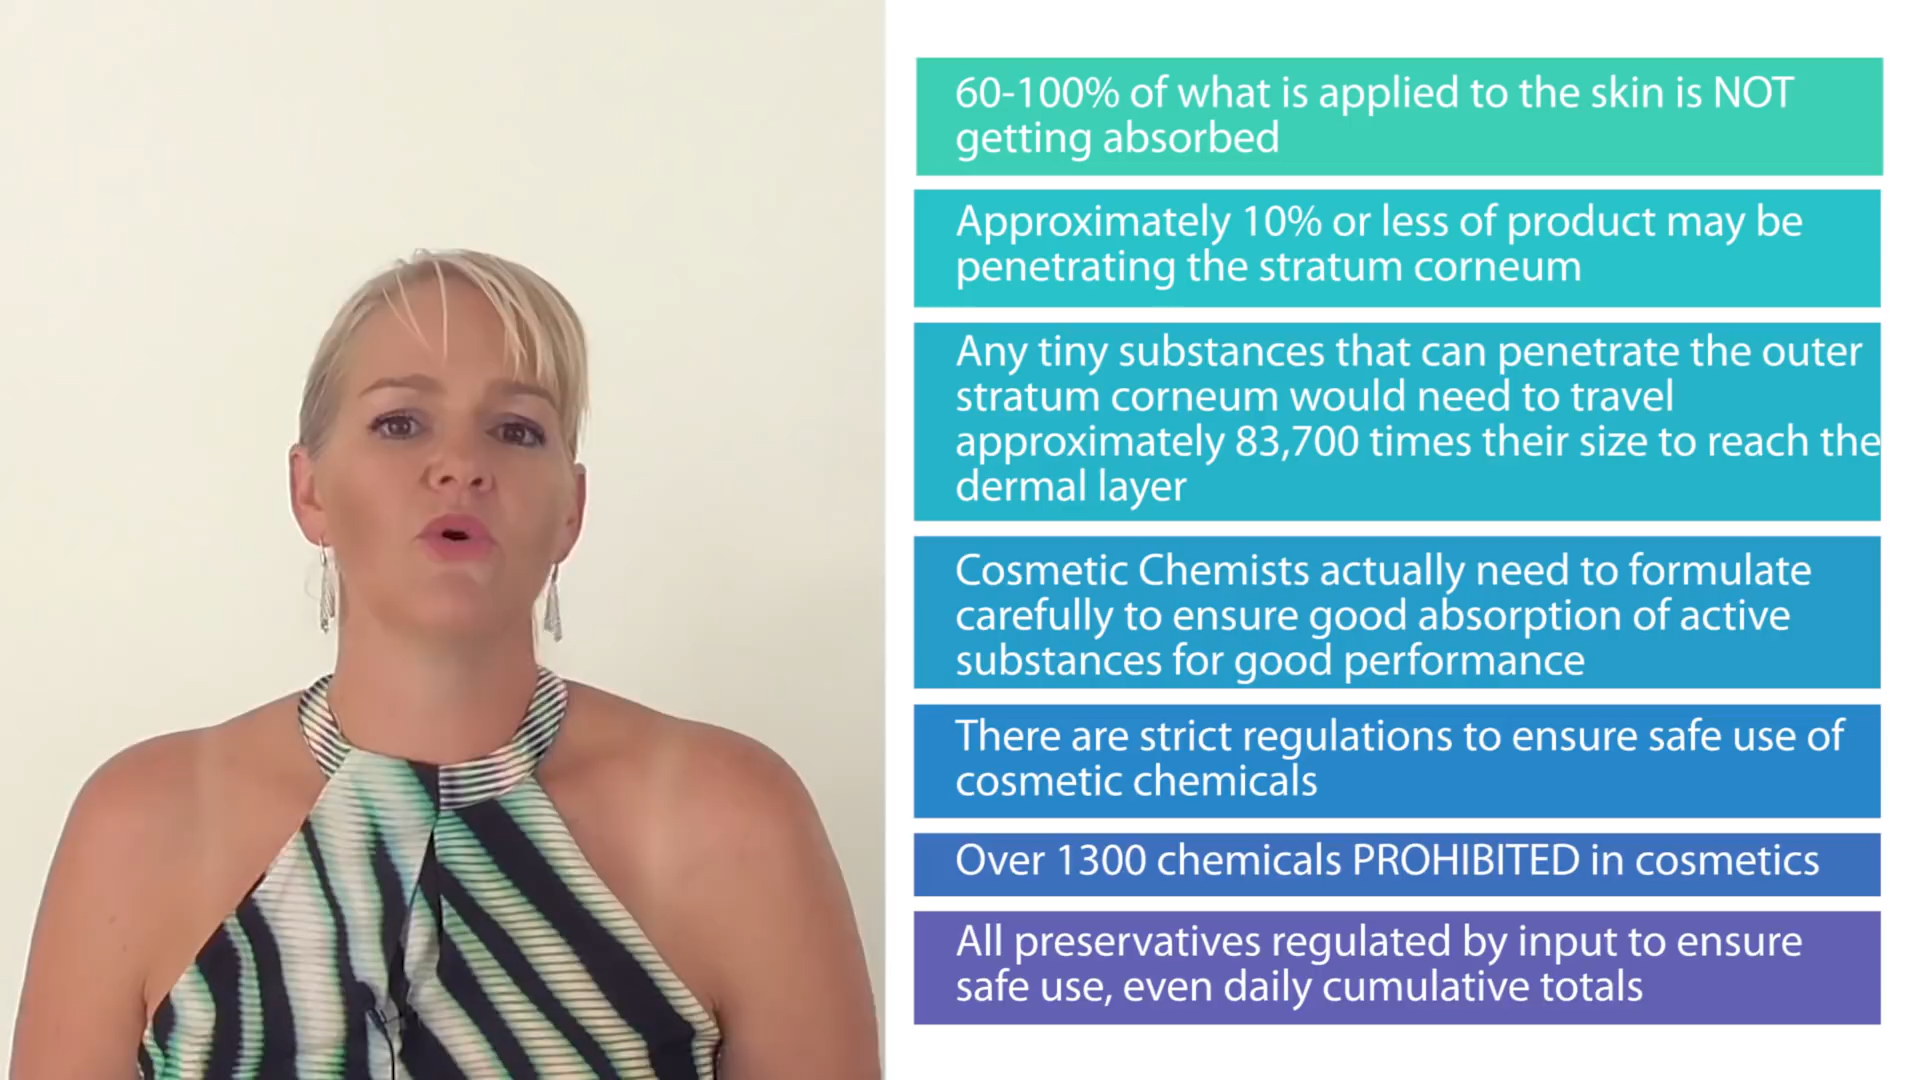 60-100% of what is applied to the skin is NOT
getting absorbed
Approximately 10% or less of product may be
penetrating the stratum corneum
Any tiny substances that can penetrate the outer
stratum corneum would need to travel
approximately 83,700 times their size to reach the
dermal layer
Cosmetic Chemists actually need to formulate
carefully to ensure good absorption of active
substances for good performance
There are strict regulations to ensure safe use of
cosmetic chemicals
Over 1300 chemicals PROHIBITED in cosmetics
All preservatives regulated by input to ensure
safe use, even daily cumulative totals